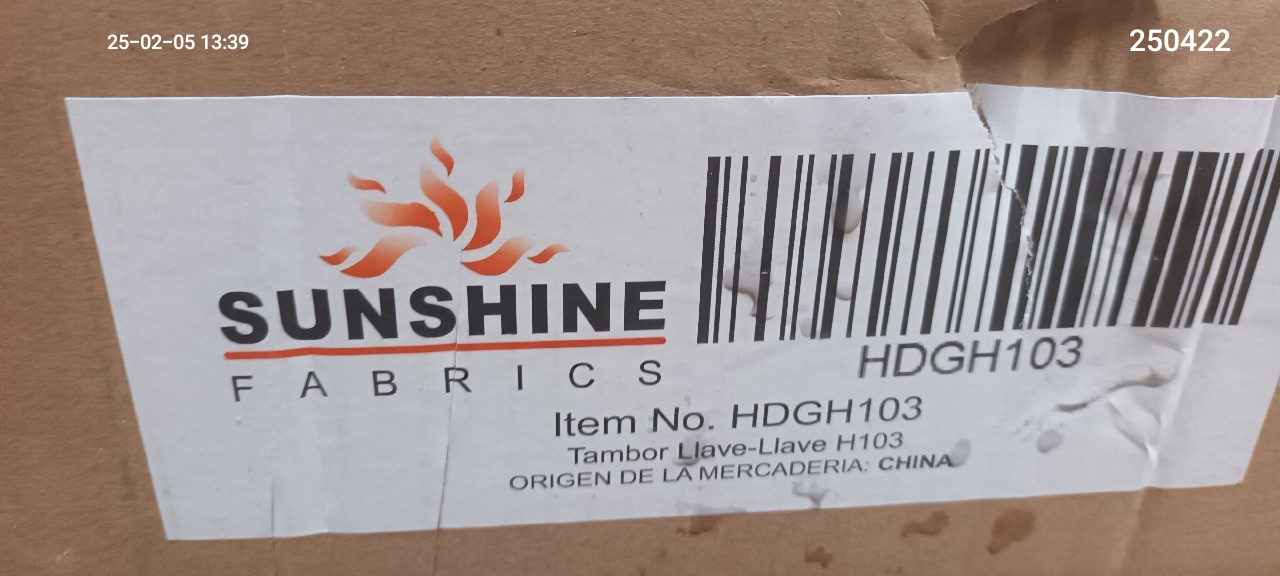 25-02-05 13:39
250422
SUNSHINE
FABRICS
HDGH103
Item No. HDGH103
Tambor Llave-Llave H103
ORIGEN DE LA MERCADERIA: CHINA